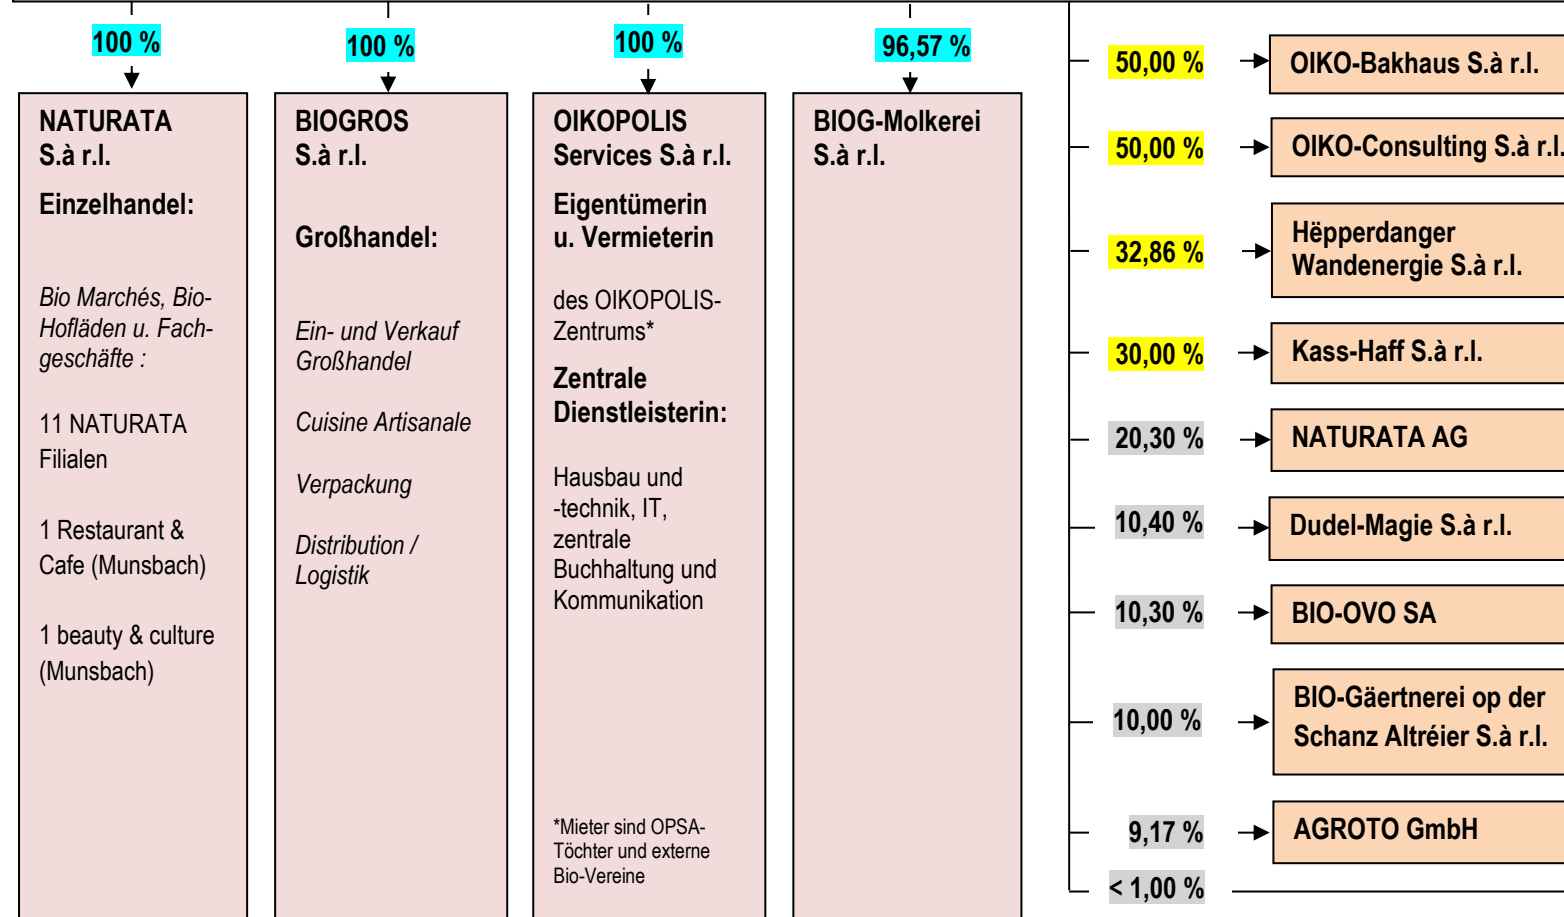 100 %
100 %
100 %
96,57 %
NATURATA
S.à r.l.
Einzelhandel:
Bio Marchés, Bio-
Hofläden u. Fach-
geschäfte :
11 NATURATA
Filialen
1 Restaurant &
Cafe (Munsbach)
1 beauty & culture
(Munsbach)
BIOGROS
S.à r.l.
Großhandel:
Ein- und Verkauf
Großhandel
Cuisine Artisanale
Verpackung
Distribution /
Logistik
OIKOPOLIS
Services S.à r.l.
Eigentümerin
u. Vermieterin
des OIKOPOLIS-
Zentrums*
Zentrale
Dienstleisterin:
Hausbau und
-technik, IT,
zentrale
Buchhaltung und
Kommunikation
*Mieter sind OPSA-
Töchter und externe
Bio-Vereine
BIOG-Molkerei
S.à r.l.
50,00 %
OIKO-Bakhaus S.à r.l.
50,00 %
OIKO-Consulting S.à r.l.
32,86 %
Hëpperdanger
Wandenergie S.à r.l.
30,00 %
Kass-Haff S.à r.l.
20,30 %
NATURATA AG
10,40 %
Dudel-Magie S.à r.l.
10,30 %
BIO-OVO SA
10,00 %
BIO-Gäertnerei op der
Schanz Altréier S.à r.l.
9,17 %
AGROTO GmbH
< 1,00 %